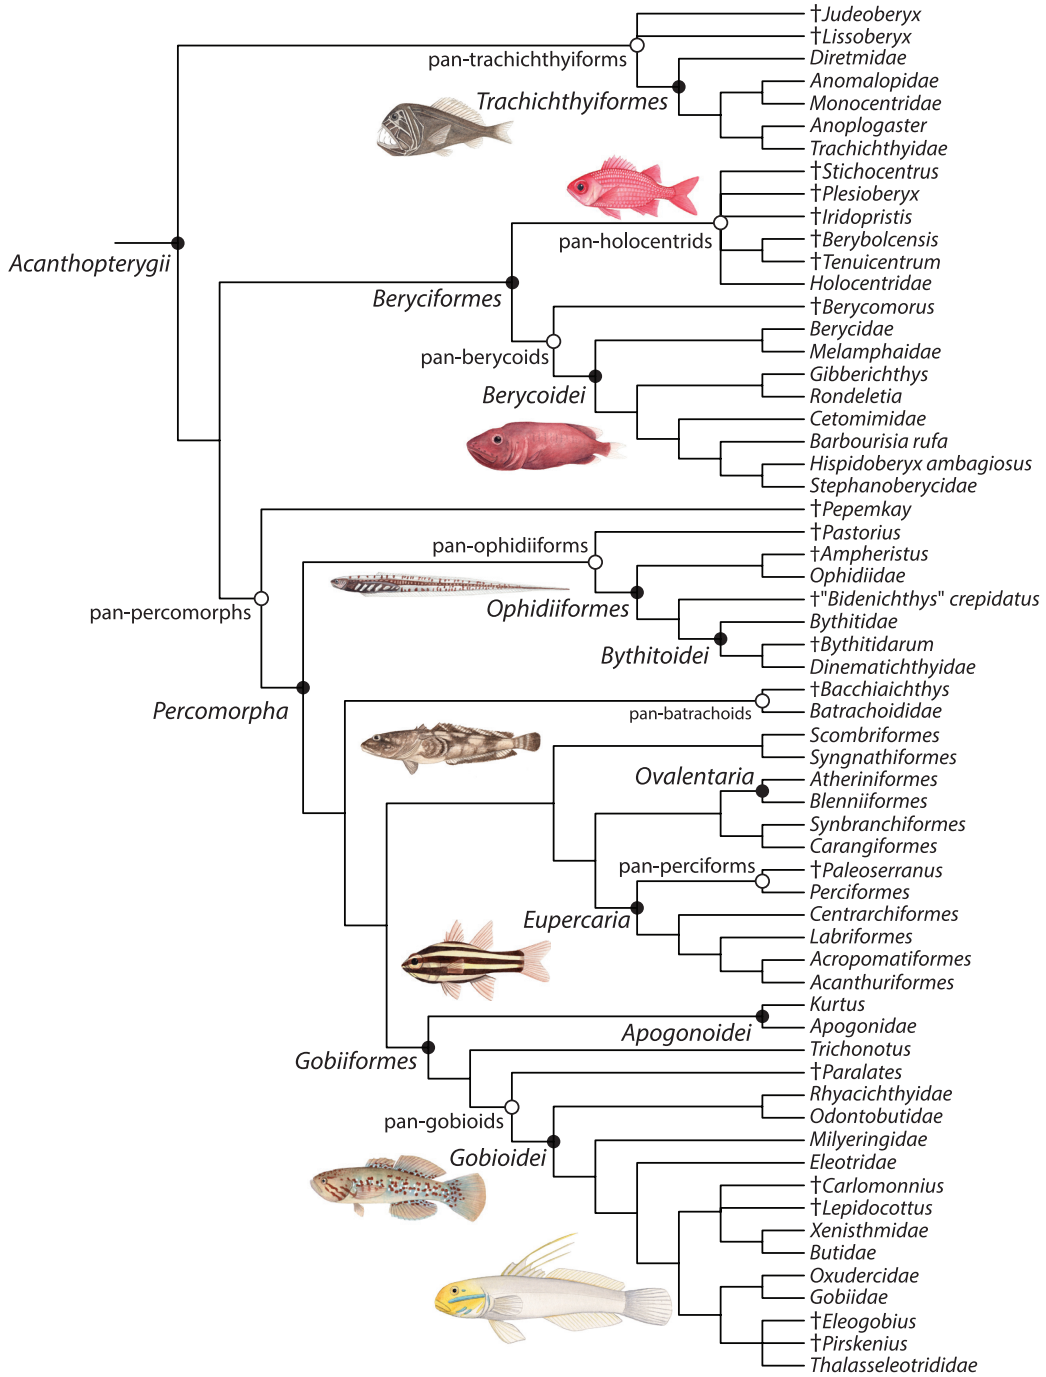 †Judeoberyx
†Lissoberyx
pan-trachichthyiforms
Diretmidae
Anomalopidae
Trachichthyiformes
Monocentridae
Anoplogaster
Trachichthyidae
†Stichocentrus
†Plesioberyx
†Iridopristis
pan-holocentrids
†Berybolcensis
Acanthopterygii
†Tenuicentrum
Holocentridae
Beryciformes
†Berycomorus
Berycidae
pan-berycoids
Melamphaidae
Gibberichthys
Berycoidei
Rondeletia
Cetomimidae
Barbourisia rufa
Hispidoberyx ambagiosus
Stephanoberycidae
†Pepemkay
†Pastorius
pan-ophidiiforms
†Ampheristus
Ophidiidae
†"Bidenichthys" crepidatus
Ophidiiformes
pan-percomorphs
Bythitidae
†Bythitidarum
Bythitoidei
Dinematichthyidae
†Bacchiaichthys
Percomorpha
pan-batrachoids
Batrachoididae
Scombriformes
Syngnathiformes
Ovalentaria
Atheriniformes
Blenniiformes
Synbranchiformes
Carangiformes
pan-perciforms
†Paleoserranus
Perciformes
Eupercaria
Centrarchiformes
Labriformes
Acropomatiformes
Acanthuriformes
Kurtus
Apogonoidei
Apogonidae
Trichonotus
Gobiiformes
†Paralates
Rhyacichthyidae
pan-gobioids
Odontobutidae
Milyeringidae
Gobioidei
Eleotridae
†Carlomonnius
†Lepidocottus
Xenisthmidae
Butidae
Oxudercidae
Gobiidae
†Eleogobius
†Pirskenius
Thalasseleotrididae